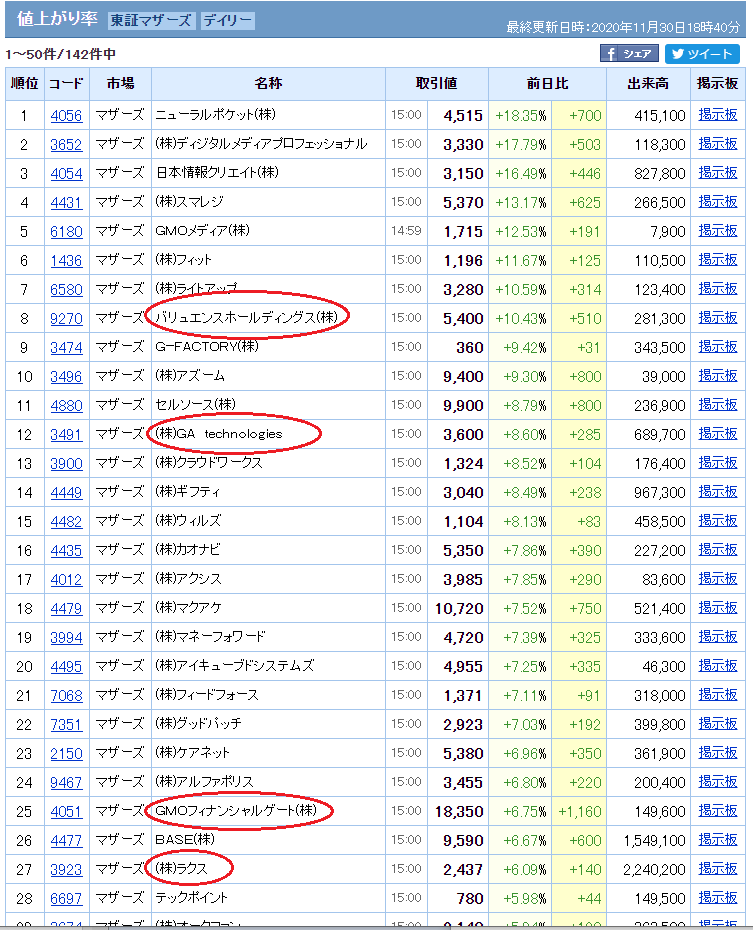 値上がり率 東証マザーズ デイリー
最終更新日時：2020年11月30日18時40分
1～50件/142件中 シェア ツイート
順位 コード 市場 名称 取引値 前日比 出来高 掲示板
1 4056 マザーズ ニューラルポケット(株) 15:00 4,515 +18.35% +700 415,100 掲示板
2 3652 マザーズ (株)ディジタルメディアプロフェッショナル 15:00 3,330 +17.79% +503 118,300 掲示板
3 4054 マザーズ 日本情報クリエイト(株) 15:00 3,150 +16.49% +446 827,800 掲示板
4 4431 マザーズ (株)スマレジ 15:00 5,370 +13.17% +625 266,500 掲示板
5 6180 マザーズ GMOメディア(株) 14:59 1,715 +12.53% +191 7,900 掲示板
6 1436 マザーズ (株)フィット 15:00 1,196 +11.67% +125 110,500 掲示板
7 6580 マザーズ (株)ライトアップ 15:00 3,280 +10.59% +314 123,400 掲示板
8 9270 マザーズ バリュエンスホールディングス(株) 15:00 5,400 +10.43% +510 281,300 掲示板
9 3474 マザーズ G-FACTORY(株) 15:00 360 +9.42% +31 343,500 掲示板
10 3496 マザーズ (株)アズーム 15:00 9,400 +9.30% +800 39,000 掲示板
11 4880 マザーズ セルソース(株) 15:00 9,900 +8.79% +800 236,900 掲示板
12 3491 マザーズ (株)GA technologies 15:00 3,600 +8.60% +285 689,700 掲示板
13 3900 マザーズ (株)クラウドワークス 15:00 1,324 +8.52% +104 176,400 掲示板
14 4449 マザーズ (株)ギフティ 15:00 3,040 +8.49% +238 967,300 掲示板
15 4482 マザーズ (株)ウィルズ 15:00 1,104 +8.13% +83 458,500 掲示板
16 4435 マザーズ (株)カオナビ 15:00 5,350 +7.86% +390 227,200 掲示板
17 4012 マザーズ (株)アクシス 15:00 3,985 +7.85% +290 83,600 掲示板
18 4479 マザーズ (株)マクアケ 15:00 10,720 +7.52% +750 521,400 掲示板
19 3994 マザーズ (株)マネーフォワード 15:00 4,720 +7.39% +325 333,600 掲示板
20 4495 マザーズ (株)アイキューブドシステムズ 15:00 4,955 +7.25% +335 46,300 掲示板
21 7068 マザーズ (株)フィードフォース 15:00 1,371 +7.11% +91 318,000 掲示板
22 7351 マザーズ (株)グッドパッチ 15:00 2,923 +7.03% +192 399,800 掲示板
23 2150 マザーズ (株)ケアネット 15:00 5,380 +6.96% +350 361,900 掲示板
24 9467 マザーズ (株)アルファポリス 15:00 3,455 +6.80% +220 200,400 掲示板
25 4051 マザーズ GMOフィナンシャルゲート(株) 15:00 18,350 +6.75% +1,160 149,600 掲示板
26 4477 マザーズ BASE(株) 15:00 9,590 +6.67% +600 1,549,100 掲示板
27 3923 マザーズ (株)ラクス 15:00 2,437 +6.09% +140 2,240,200 掲示板
28 6697 マザーズ テックポイント 15:00 780 +5.98% +44 149,500 掲示板